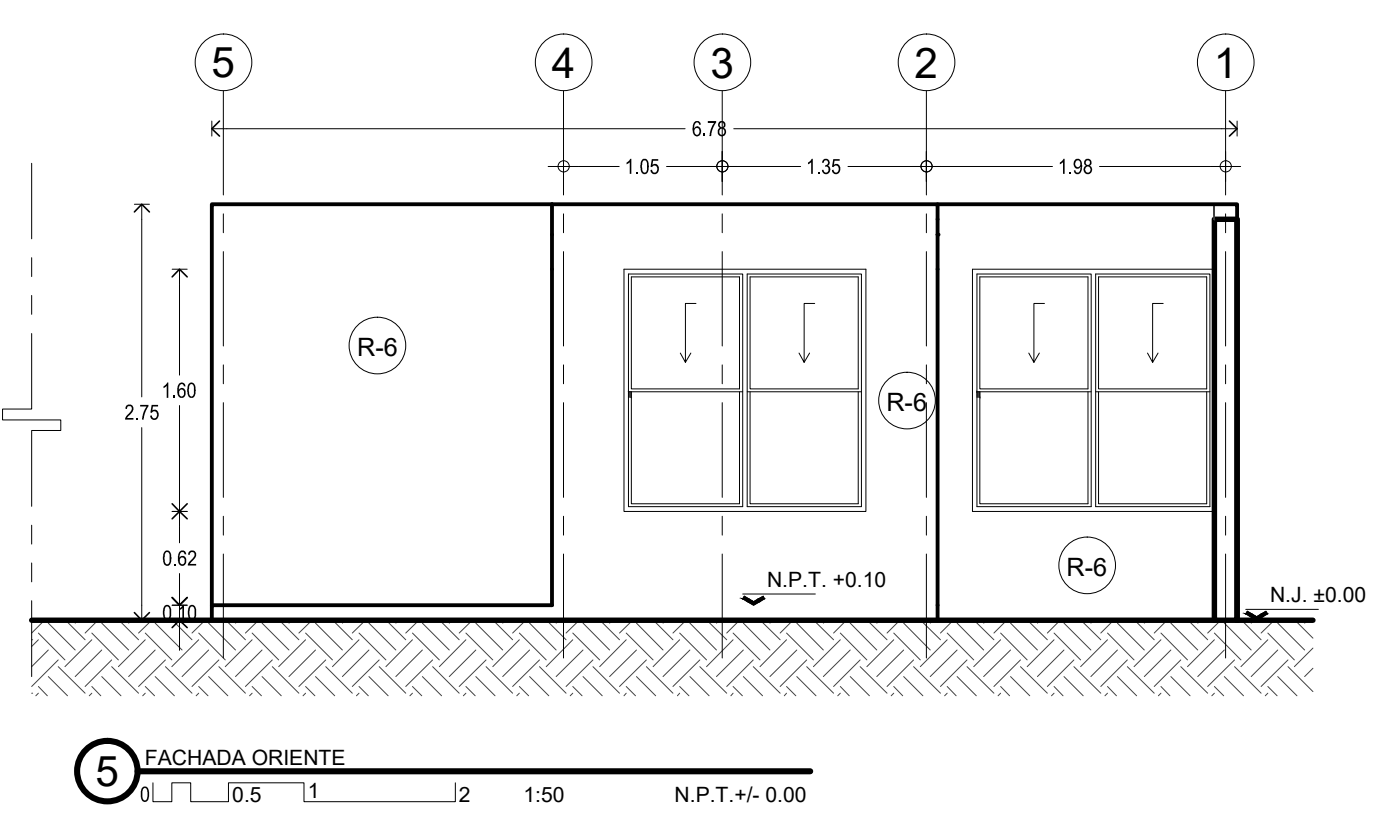 5 4 3 2 1
6.78
1.05 1.35 1.98
R-6
1.60
2.75
R-6
0.62
R-6
N.P.T. +0.10
N.J. ±0.00
0.10
5 FACHADA ORIENTE
0 0.5 1 2 1:50 N.P.T.+/- 0.00